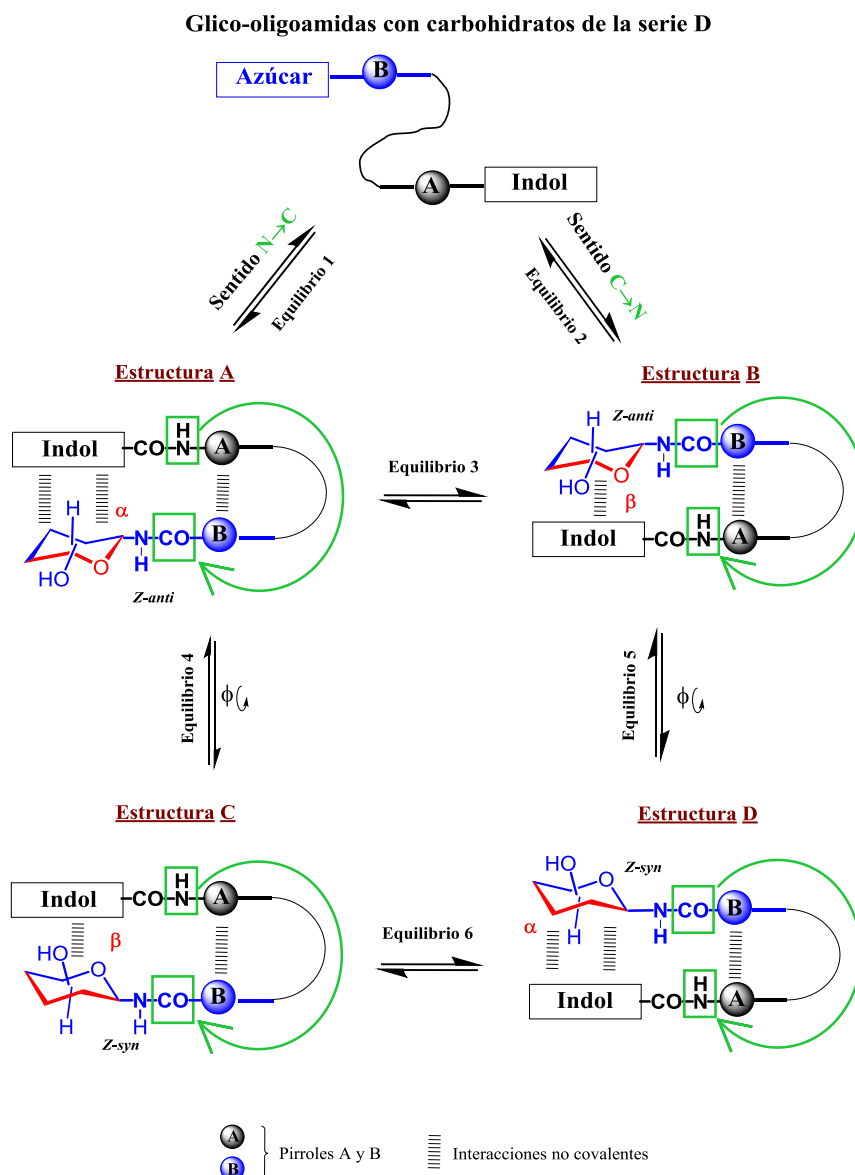 Glico-oligoamidas con carbohidratos de la serie D
Azúcar
B
A
Indol
Sentido N→C
Equilibrio 1
Sentido C→N
Equilibrio 2
Estructura A
Indol
CO
H
N
A
α
HO
H
O
N
H
CO
B
Z-anti
Equilibrio 3
Estructura B
Z-anti
H
HO
O
N
H
CO
B
β
Indol
CO
H
N
A
Equilibrio 4
ϕ
Equilibrio 5
ϕ
Estructura C
Indol
CO
H
N
A
β
HO
O
H
N
H
CO
B
Z-syn
Equilibrio 6
Estructura D
Z-syn
HO
O
H
N
H
CO
B
α
Indol
CO
H
N
A
A
B
Pirroles A y B
Interacciones no covalentes